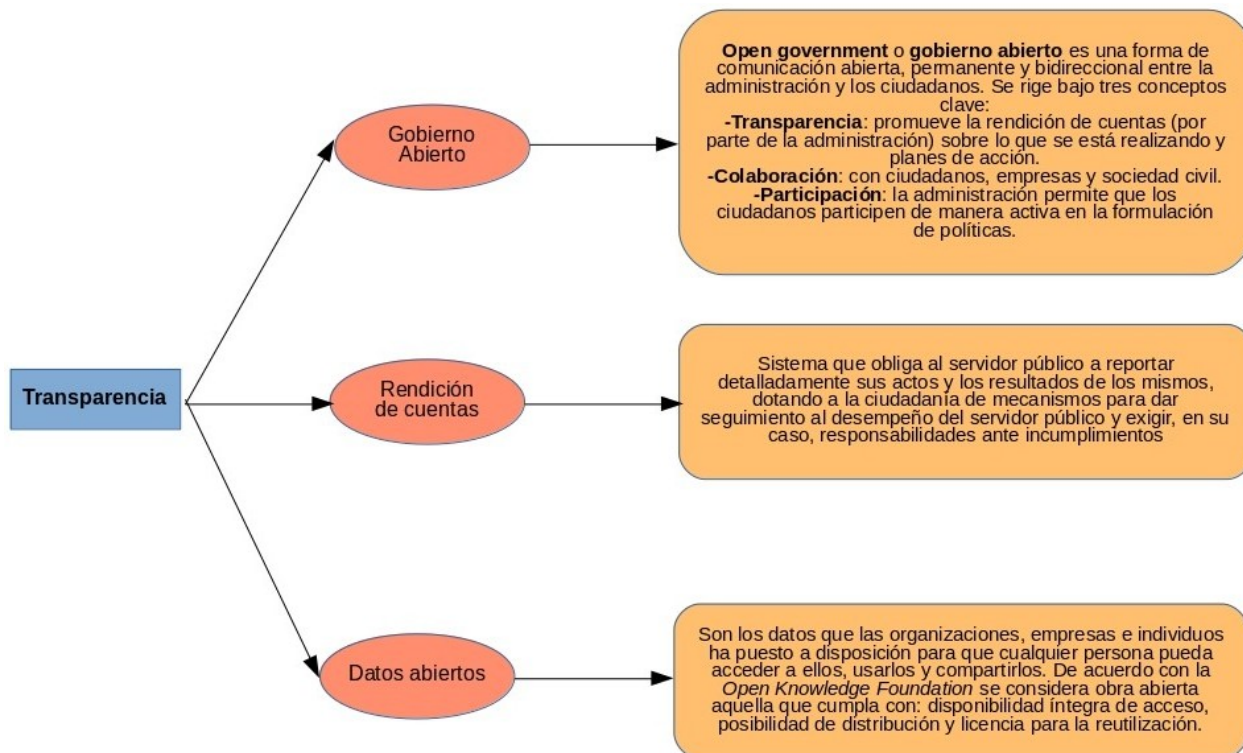 Open government o gobierno abierto es una forma de
comunicación abierta, permanente y bidireccional entre la
administración y los ciudadanos. Se rige bajo tres conceptos
clave:
-Transparencia: promueve la rendición de cuentas (por
parte de la administración) sobre lo que se está realizando y
planes de acción.
-Colaboración: con ciudadanos, empresas y sociedad civil.
-Participación: la administración permite que los
ciudadanos participen de manera activa en la formulación
de políticas.
Gobierno
Abierto
Transparencia
Rendición
de cuentas
Sistema que obliga al servidor público a reportar
detalladamente sus actos y los resultados de los mismos,
dotando a la ciudadanía de mecanismos para dar
seguimiento al desempeño del servidor público y exigir, en su
caso, responsabilidades ante incumplimientos
Datos abiertos
Son los datos que las organizaciones, empresas e individuos
ha puesto a disposición para que cualquier persona pueda
acceder a ellos, usarlos y compartirlos. De acuerdo con la
Open Knowledge Foundation se considera obra abierta
aquella que cumpla con: disponibilidad íntegra de acceso,
posibilidad de distribución y licencia para la reutilización.